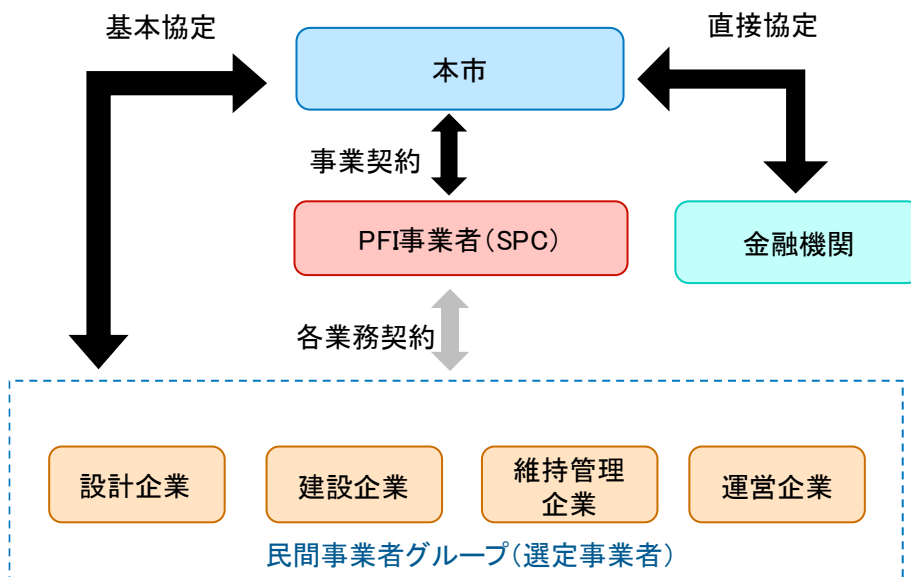 基本協定
直接協定
本市
事業契約
PFI事業者（SPC）
金融機関
各業務契約
設計企業
建設企業
維持管理
企業
運営企業
民間事業者グループ（選定事業者）